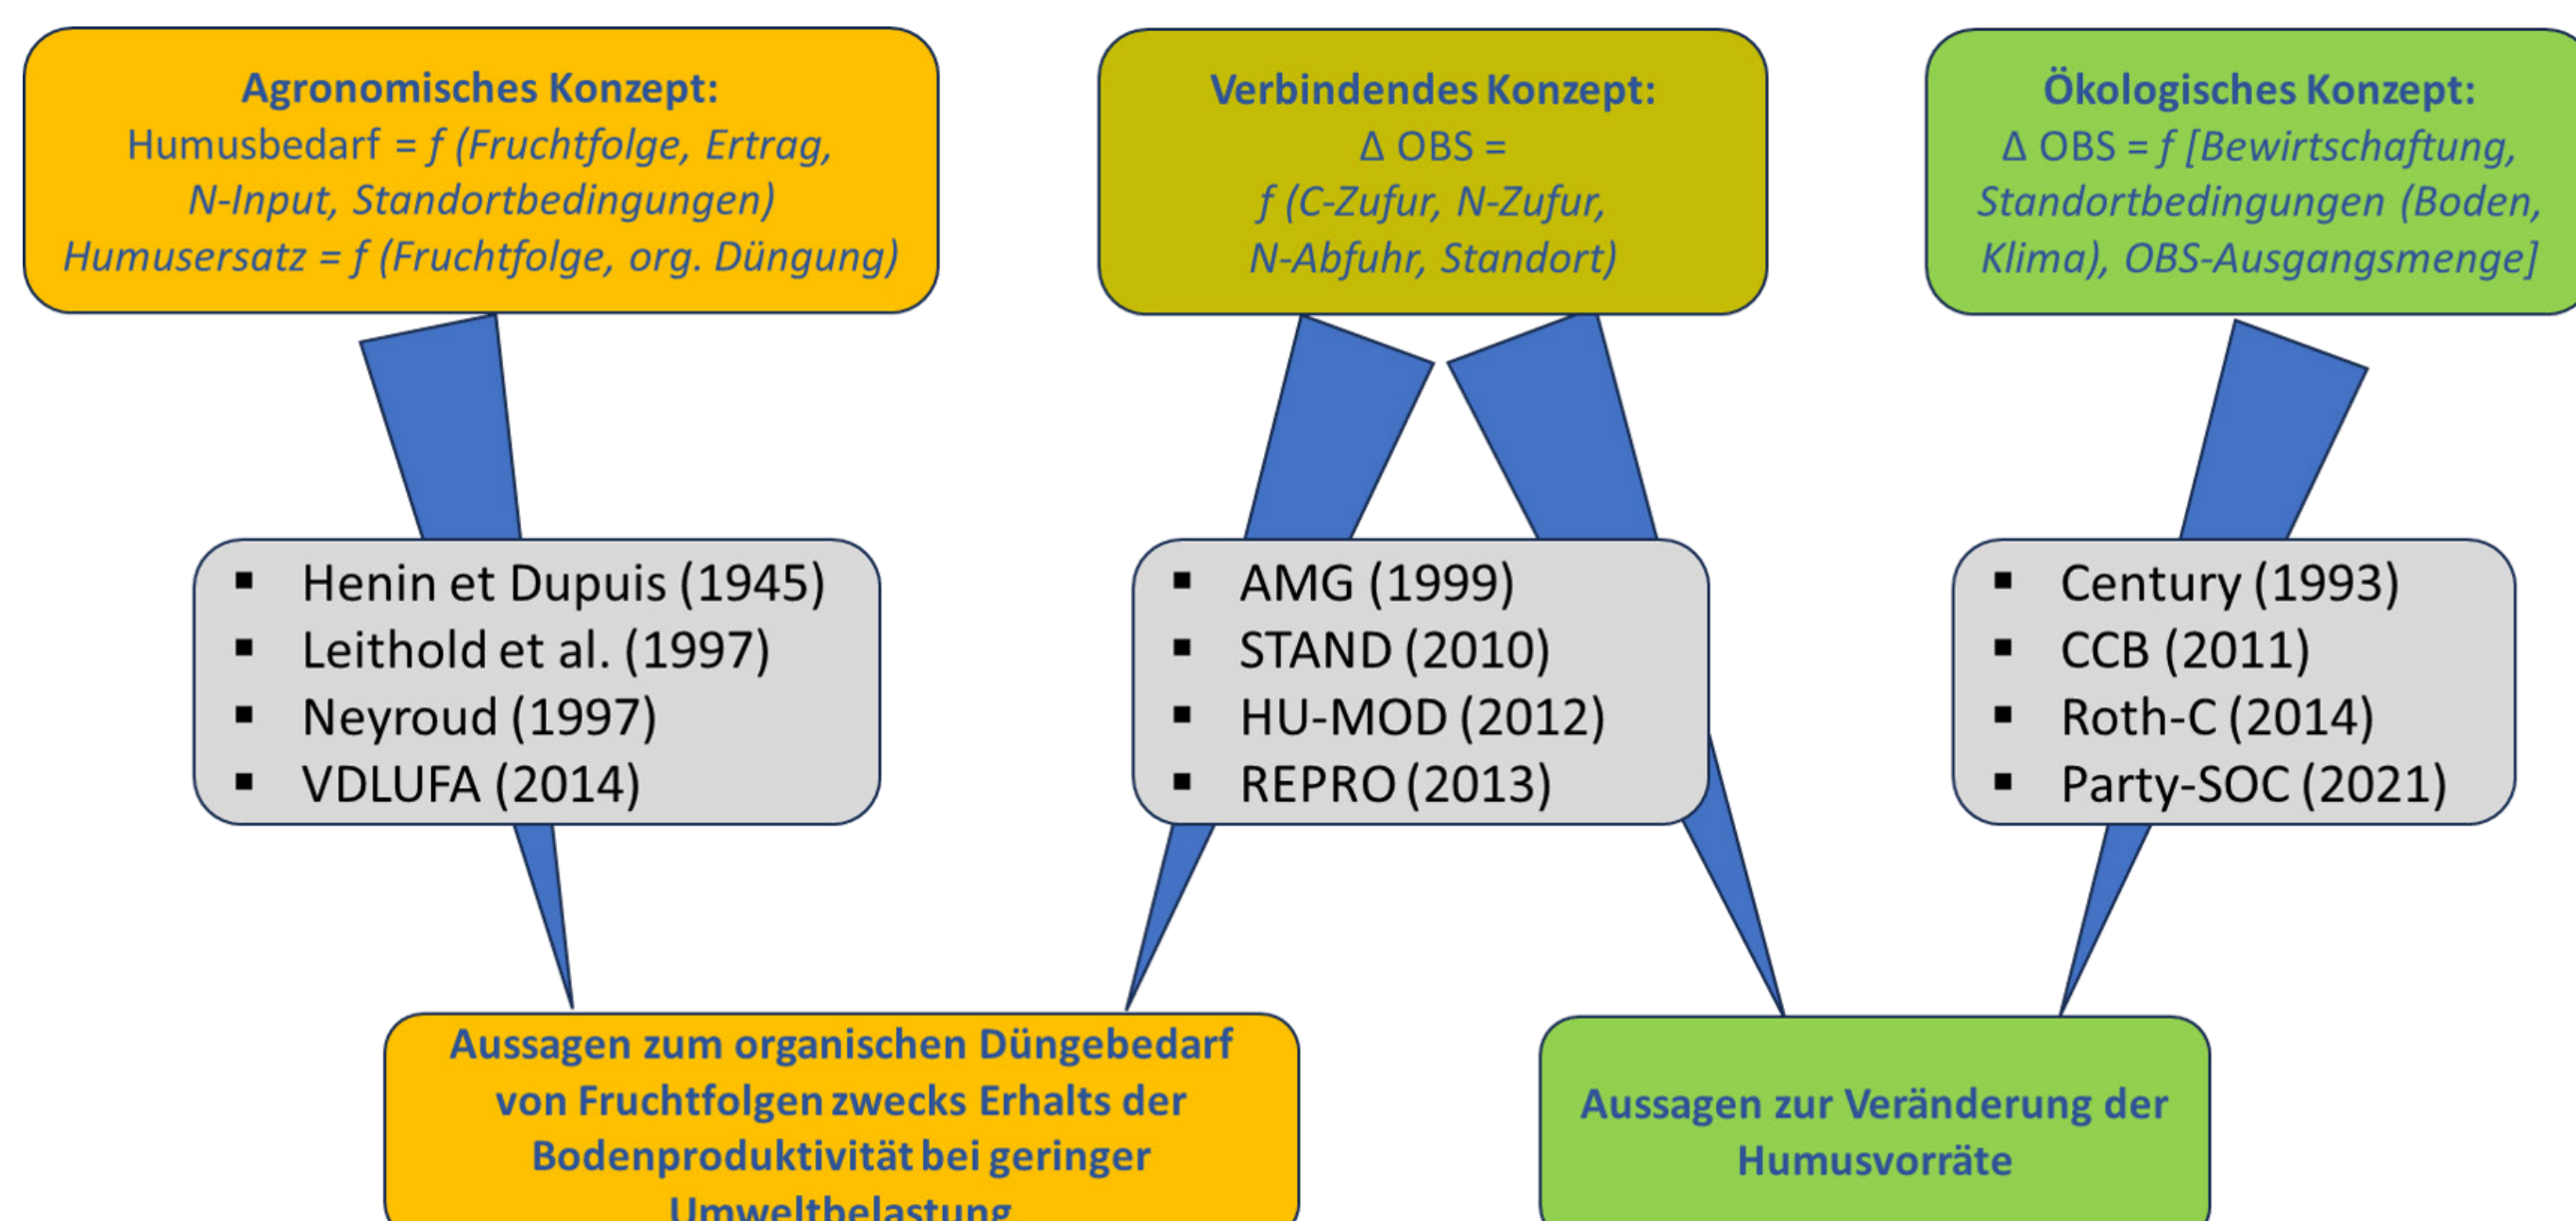 Agronomisches Konzept:
Humusbedarf = f (Fruchtfolge, Ertrag,
N-Input, Standortbedingungen)
Humusersatz = f (Fruchtfolge, org. Düngung)
Verbindendes Konzept:
Δ OBS =
f (C-Zufur, N-Zufur,
N-Abfuhr, Standort)
Ökologisches Konzept:
Δ OBS = f [Bewirtschaftung,
Standortbedingungen (Boden,
Klima), OBS-Ausgangsmenge]
▪ Henin et Dupuis (1945)
▪ Leithold et al. (1997)
▪ Neyroud (1997)
▪ VDLUFA (2014)
▪ AMG (1999)
▪ STAND (2010)
▪ HU-MOD (2012)
▪ REPRO (2013)
▪ Century (1993)
▪ CCB (2011)
▪ Roth-C (2014)
▪ Party-SOC (2021)
Aussagen zum organischen Düngebedarf
von Fruchtfolgen zwecks Erhalts der
Bodenproduktivität bei geringer
Umweltbelastung
Aussagen zur Veränderung der
Humusvorräte